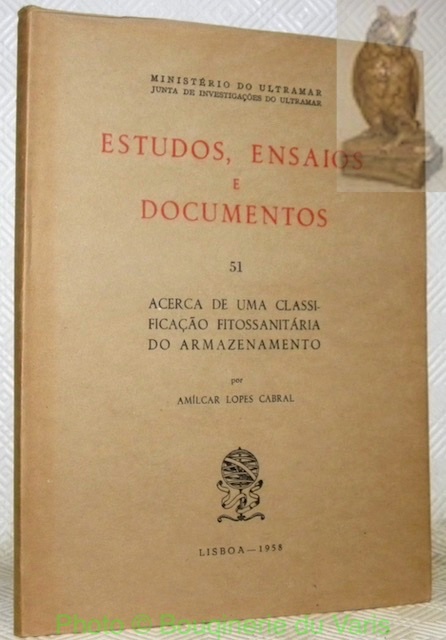 MINISTÉRIO DO ULTRAMAR
JUNTA DE INVESTIGAÇÕES DO ULTRAMAR
ESTUDOS, ENSAIOS
E
DOCUMENTOS
51
ACERCA DE UMA CLASSI-
FICAÇÃO FITOSSANITÁRIA
DO ARMAZENAMENTO
por
AMÍLCAR LOPES CABRAL
LISBOA — 1958
Photo © Bouquinerie du Varis